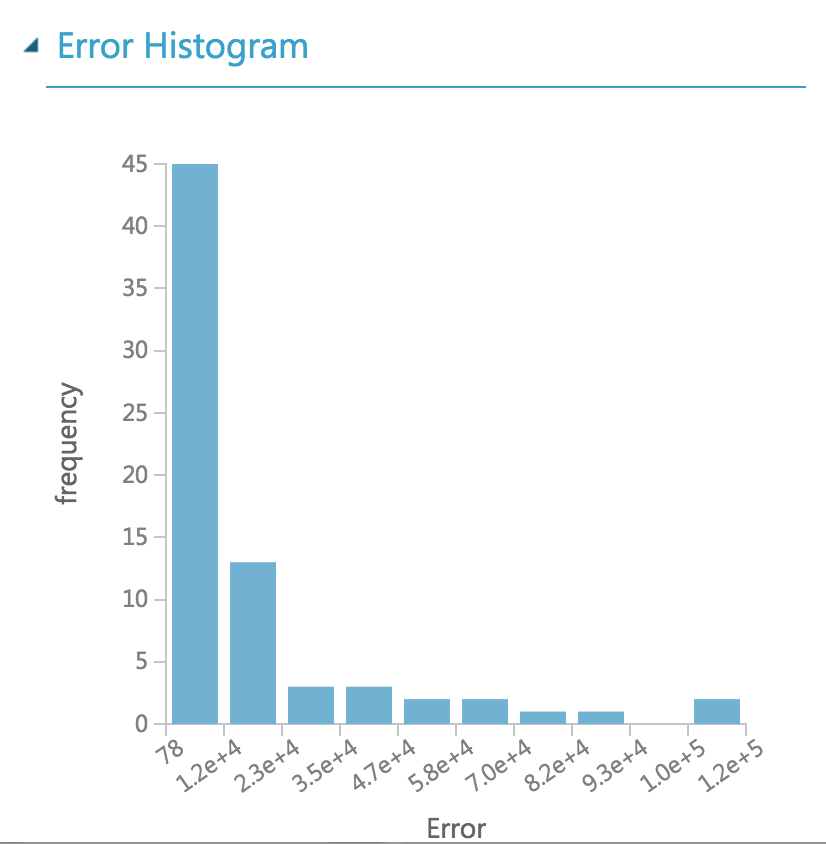 Error Histogram
45
40
35
30
25
20
15
10
5
0
frequency
78
1.2e+4
2.3e+4
3.5e+4
4.7e+4
5.8e+4
7.0e+4
8.2e+4
9.3e+4
1.0e+5
1.2e+5
Error